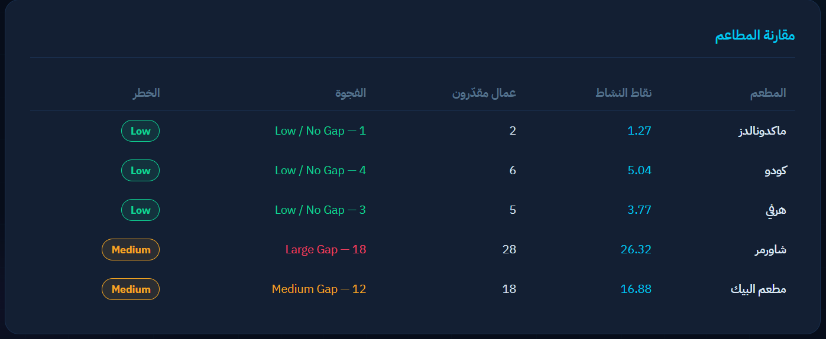 مقارنة المطاعم
المطعم نقاط النشاط عمال مقدّرون الفجوة الخطر
ماكدونالدز 1.27 2 Low / No Gap — 1 Low
كودو 5.04 6 Low / No Gap — 4 Low
هرفي 3.77 5 Low / No Gap — 3 Low
شاورمر 26.32 28 Large Gap — 18 Medium
مطعم البيك 16.88 18 Medium Gap — 12 Medium